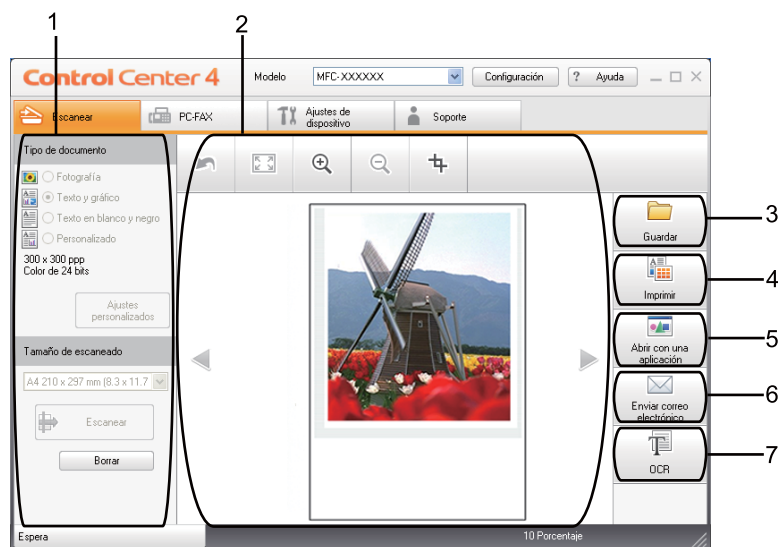 1
2
Control Center 4
Modelo
MFC-XXXXXX
Configuración
? Ayuda
Escanear
PC-FAX
Ajustes de
dispositivo
Soporte
Tipo de documento
Fotografía
Texto y gráfico
Texto en blanco y negro
Personalizado
300 x 300 ppp
Color de 24 bits
Ajustes
personalizados
Tamaño de escaneado
A4 210 x 297 mm (8.3 x 11.7
Escanear
Borrar
Guardar
3
Imprimir
4
Abrir con una
aplicación
5
Enviar correo
electrónico
6
OCR
7
Espera
10 Porcentaje